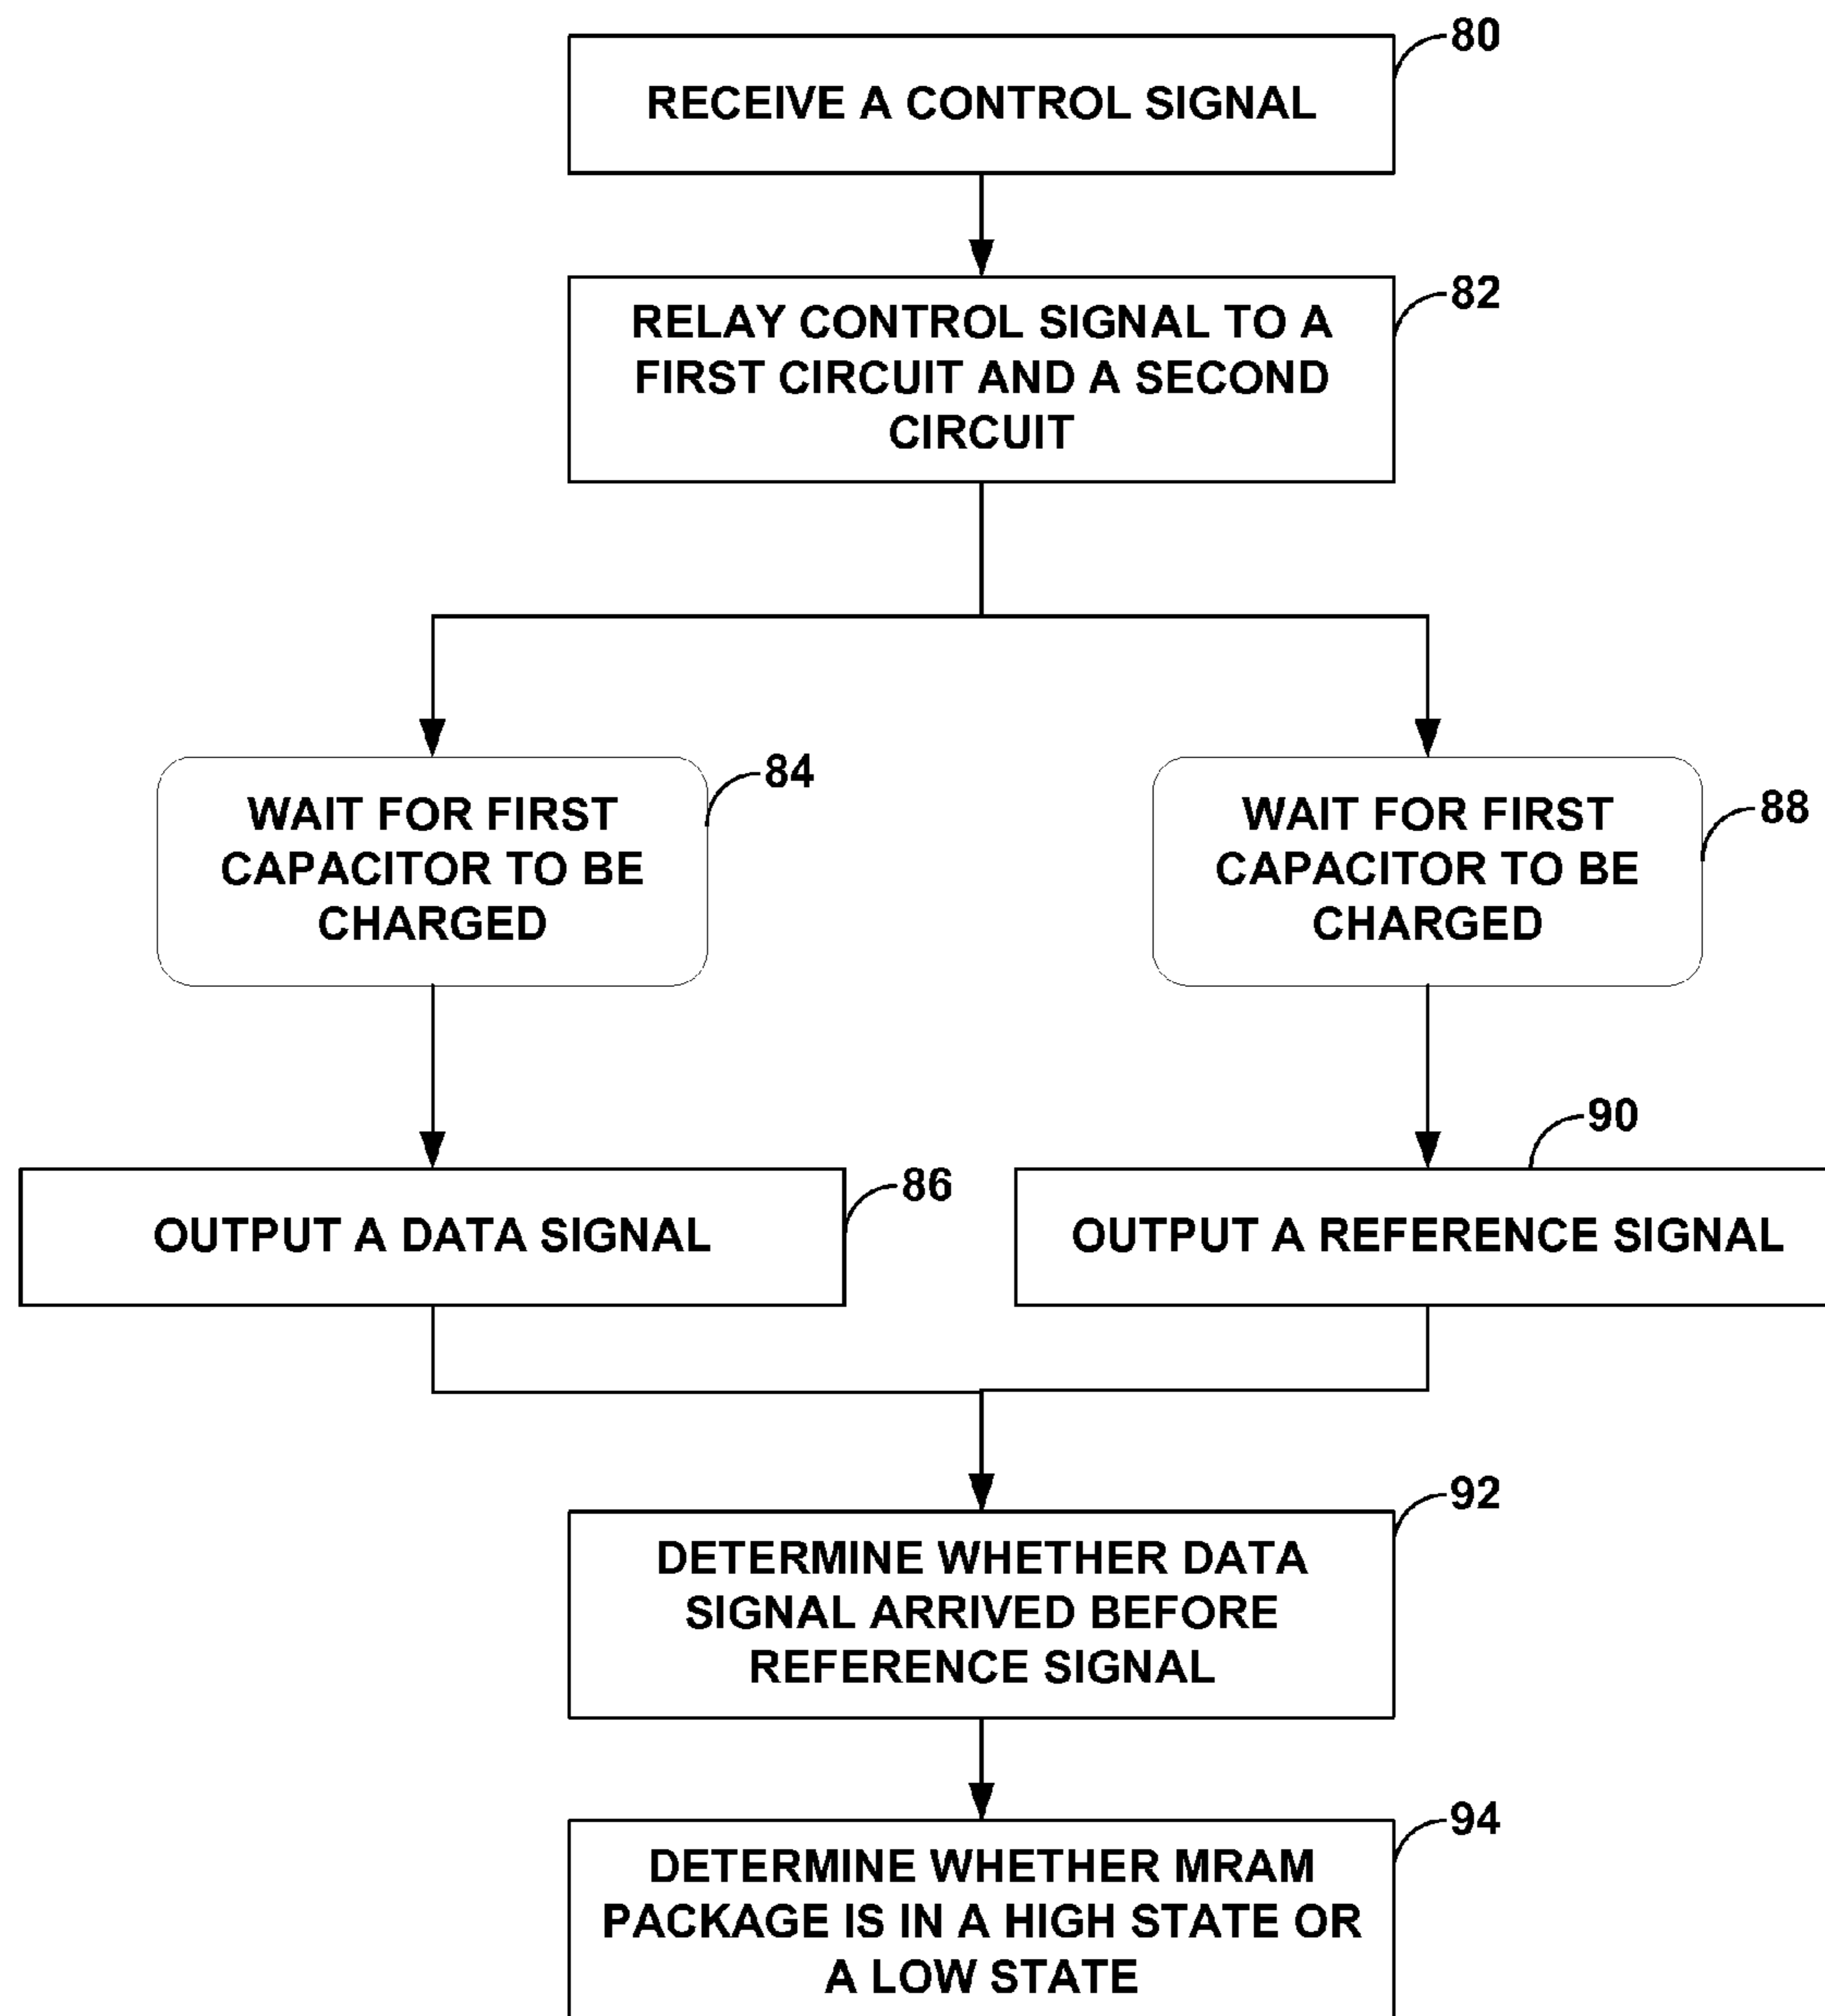 80
RECEIVE A CONTROL SIGNAL
82
RELAY CONTROL SIGNAL TO A
FIRST CIRCUIT AND A SECOND
CIRCUIT
84
WAIT FOR FIRST
CAPACITOR TO BE
CHARGED
88
WAIT FOR FIRST
CAPACITOR TO BE
CHARGED
86
OUTPUT A DATA SIGNAL
90
OUTPUT A REFERENCE SIGNAL
92
DETERMINE WHETHER DATA
SIGNAL ARRIVED BEFORE
REFERENCE SIGNAL
94
DETERMINE WHETHER MRAM
PACKAGE IS IN A HIGH STATE OR
A LOW STATE